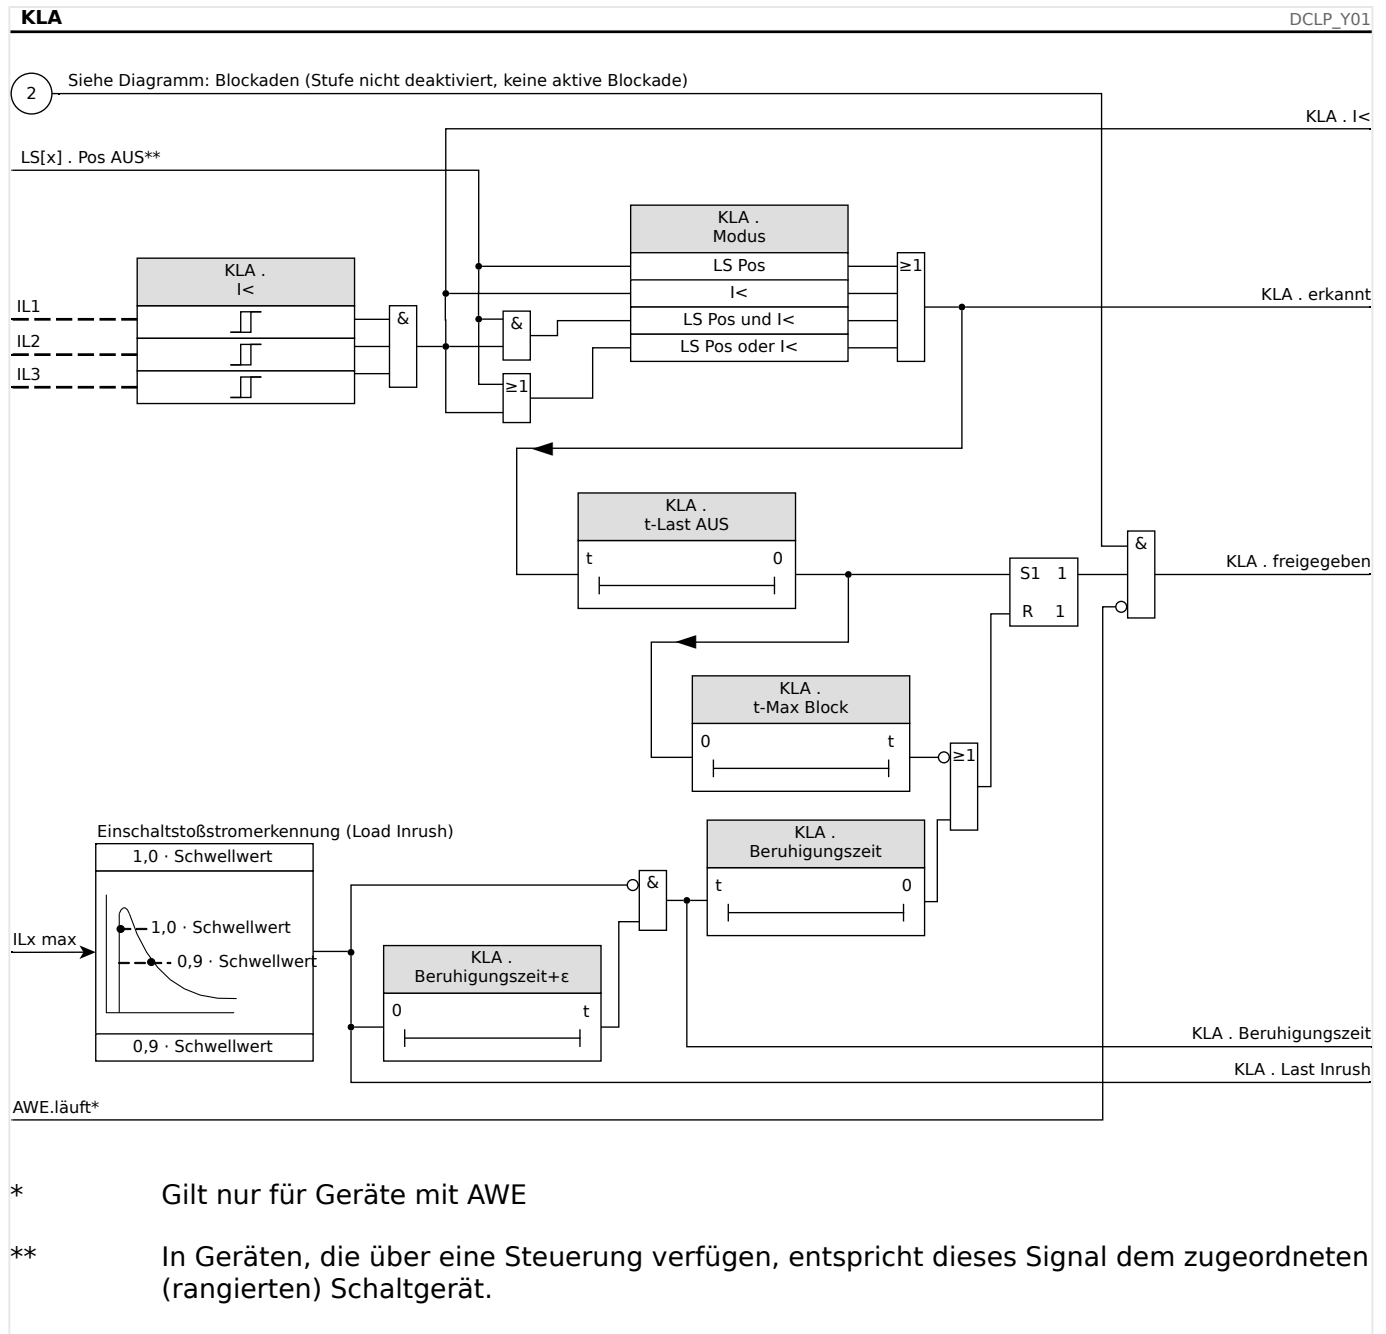 KLA
DCLP_Y01
2
Siehe Diagramm: Blockaden (Stufe nicht deaktiviert, keine aktive Blockade)
KLA . I<
LS[x] . Pos AUS**
KLA .
Modus
LS Pos
I<
LS Pos und I<
LS Pos oder I<
≥1
KLA .
I<
IL1
IL2
IL3
&
&
≥1
KLA . erkannt
KLA .
t-Last AUS
t 0
&
KLA . freigegeben
S1 1
R 1
KLA .
t-Max Block
0 t
≥1
Einschaltstoßstromerkennung (Load Inrush)
1,0 · Schwellwert
1,0 · Schwellwert
0,9 · Schwellwert
0,9 · Schwellwert
ILx max
&
KLA .
Beruhigungszeit
t 0
KLA .
Beruhigungszeit+ε
0 t
KLA . Beruhigungszeit
KLA . Last Inrush
AWE.läuft*
* Gilt nur für Geräte mit AWE
** In Geräten, die über eine Steuerung verfügen, entspricht dieses Signal dem zugeordneten
(rangierten) Schaltgerät.